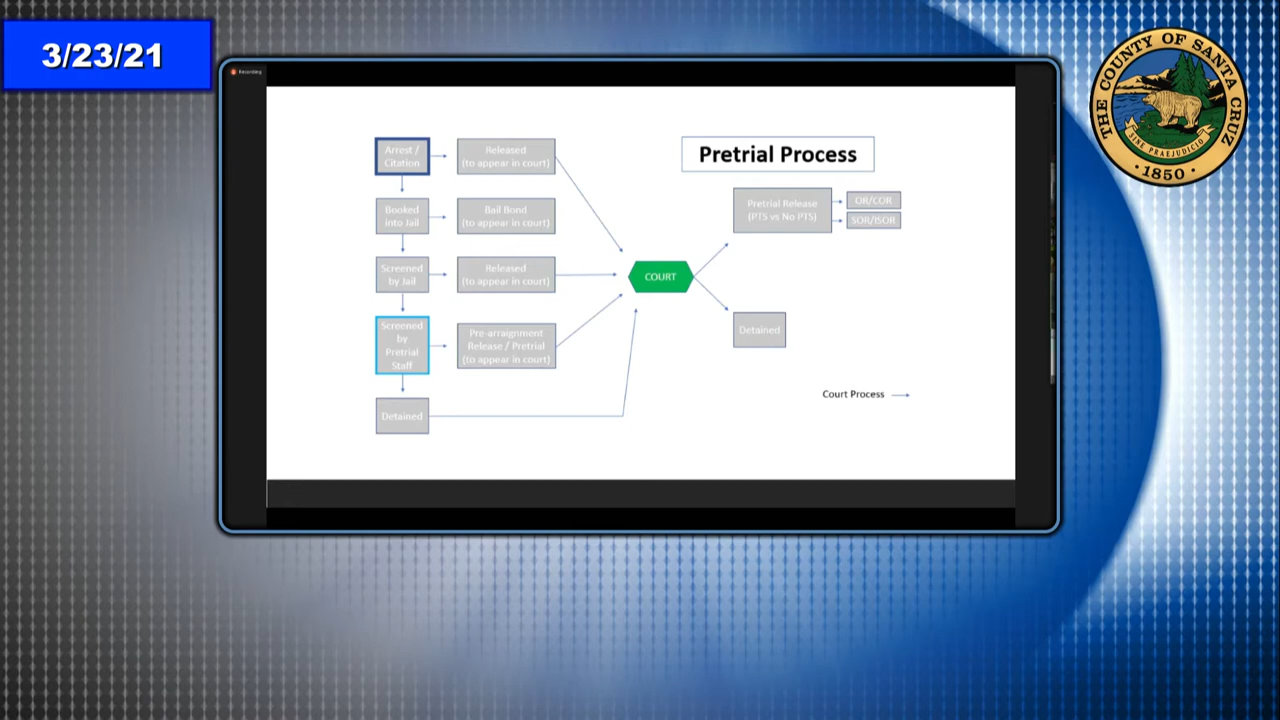 3/23/21
Recording
THE COUNTY OF SANTA CRUZ
SINE PRAEJUDICIO
• 1850 •
Pretrial Process
Arrest /
Citation
Released
(to appear in court)
Booked
into Jail
Bail Bond
(to appear in court)
Screened
by Jail
Released
(to appear in court)
Screened
by
Pretrial
Staff
Pre-arraignment
Release / Pretrial
(to appear in court)
Detained
COURT
Pretrial Release
(PTS vs No PTS)
OR/COR
SOR/ISOR
Detained
Court Process